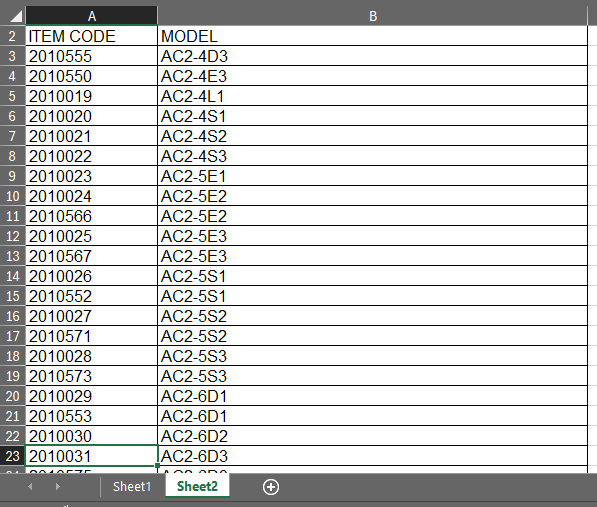 A B
2 ITEM CODE MODEL
3 2010555 AC2-4D3
4 2010550 AC2-4E3
5 2010019 AC2-4L1
6 2010020 AC2-4S1
7 2010021 AC2-4S2
8 2010022 AC2-4S3
9 2010023 AC2-5E1
10 2010024 AC2-5E2
11 2010566 AC2-5E2
12 2010025 AC2-5E3
13 2010567 AC2-5E3
14 2010026 AC2-5S1
15 2010552 AC2-5S1
16 2010027 AC2-5S2
17 2010571 AC2-5S2
18 2010028 AC2-5S3
19 2010573 AC2-5S3
20 2010029 AC2-6D1
21 2010553 AC2-6D1
22 2010030 AC2-6D2
23 2010031 AC2-6D3
Sheet1 Sheet2